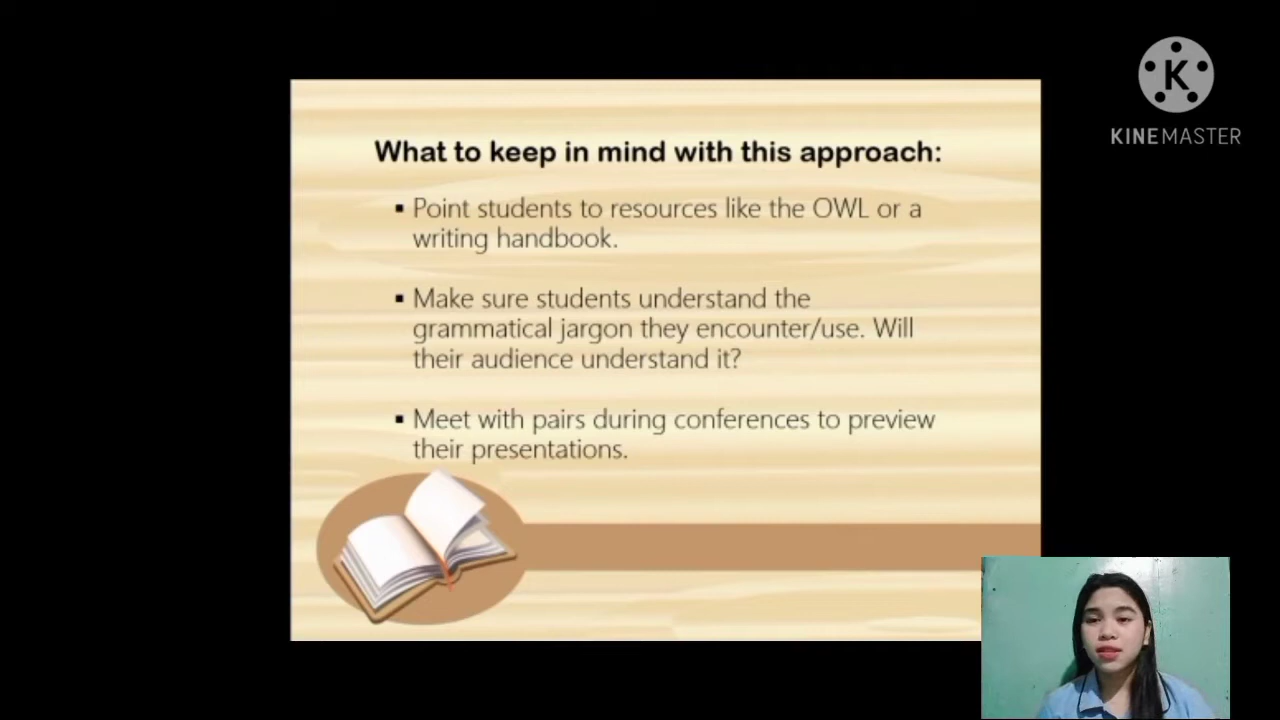 KINEMASTER
What to keep in mind with this approach:
▪ Point students to resources like the OWL or a
writing handbook.
▪ Make sure students understand the
grammatical jargon they encounter/use. Will
their audience understand it?
▪ Meet with pairs during conferences to preview
their presentations.